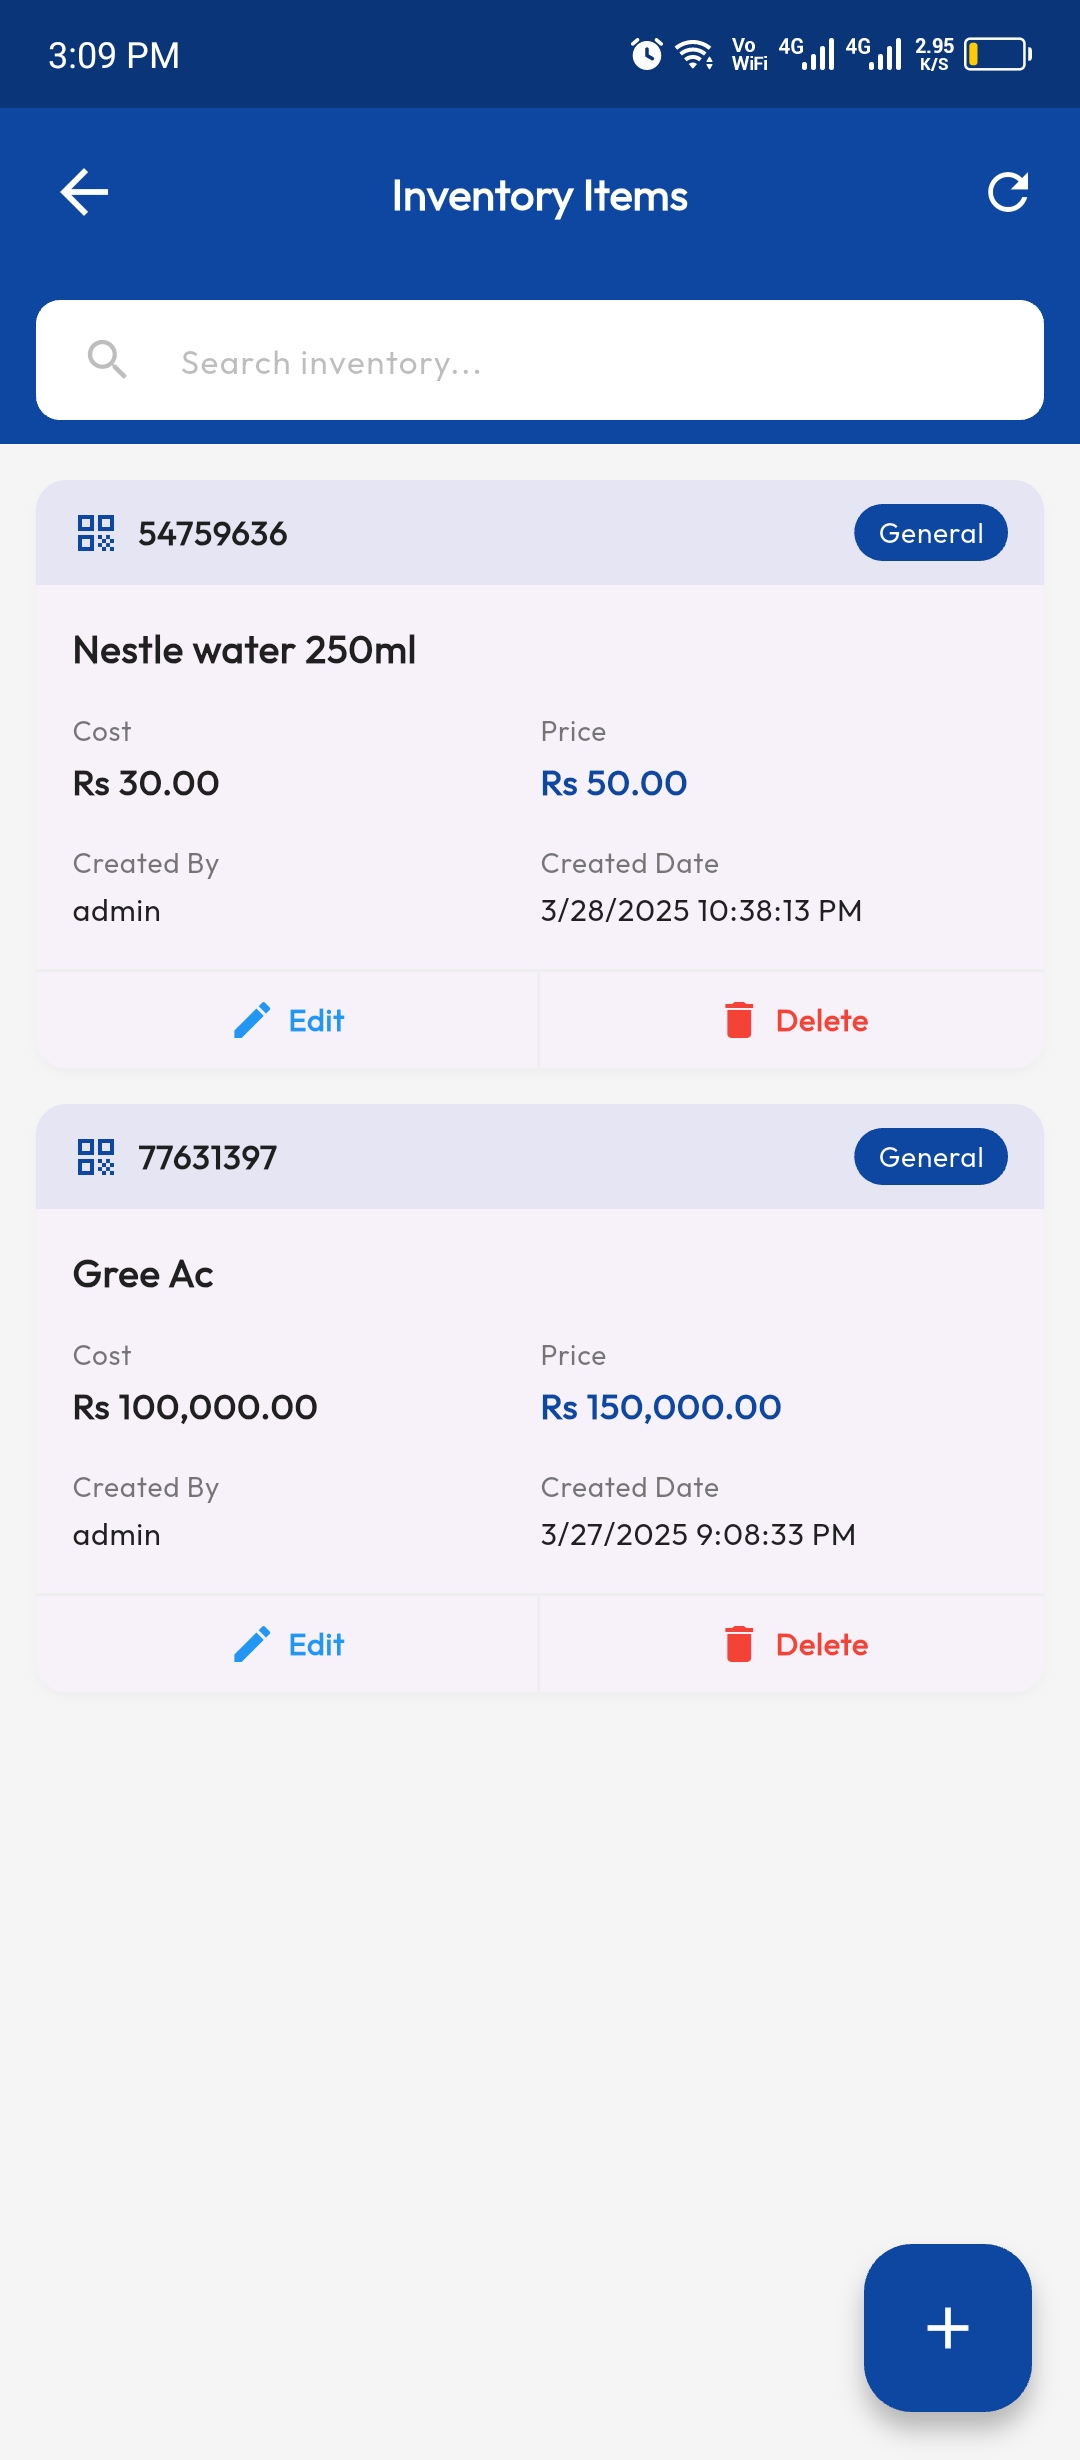 3:09 PM
Vo WiFi 4G 4G 2.95 K/S
Inventory Items
Search inventory...
54759636 General
Nestle water 250ml
Cost Price
Rs 30.00 Rs 50.00
Created By Created Date
admin 3/28/2025 10:38:13 PM
Edit Delete
77631397 General
Gree Ac
Cost Price
Rs 100,000.00 Rs 150,000.00
Created By Created Date
admin 3/27/2025 9:08:33 PM
Edit Delete